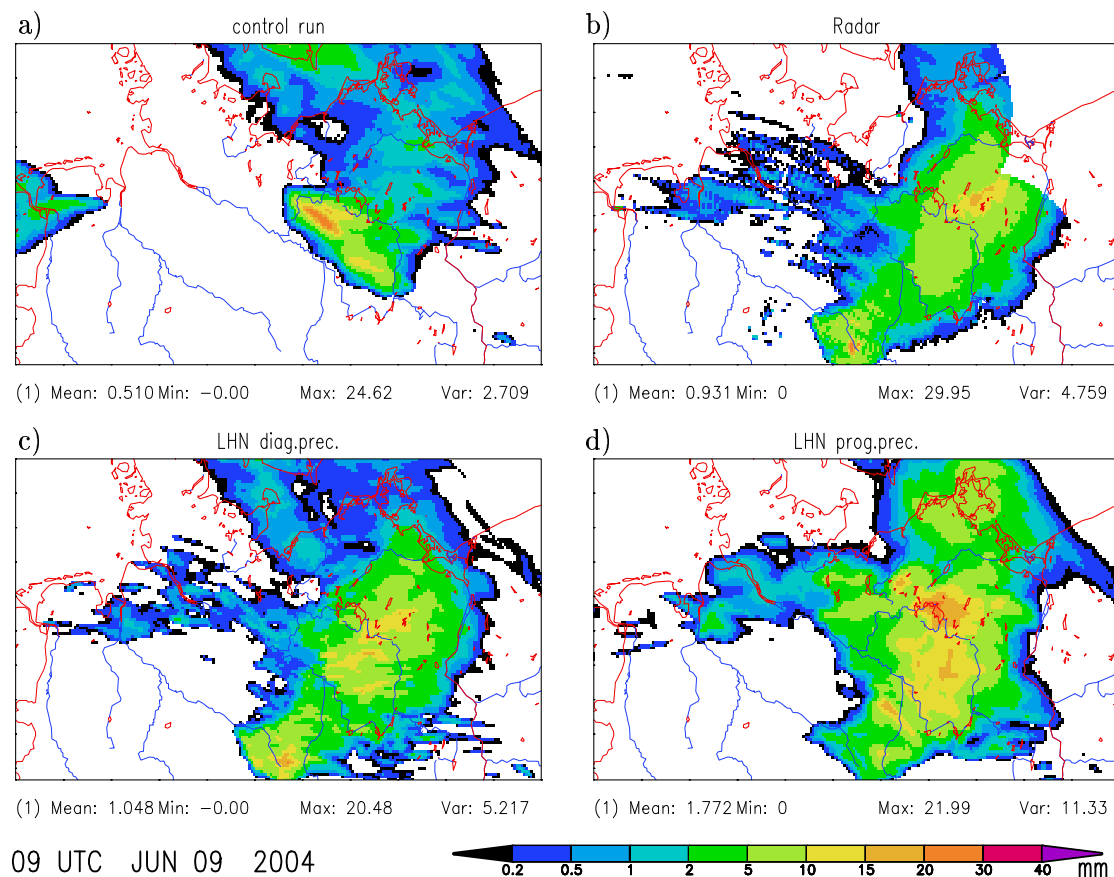 a)
control run
b)
Radar
(1) Mean: 0.510 Min: −0.00 Max: 24.62 Var: 2.709
(1) Mean: 0.931 Min: 0 Max: 29.95 Var: 4.759
c)
LHN diag.prec.
d)
LHN prog.prec.
(1) Mean: 1.048 Min: −0.00 Max: 20.48 Var: 5.217
(1) Mean: 1.772 Min: 0 Max: 21.99 Var: 11.33
09 UTC JUN 09 2004
0.2 0.5 1 2 5 10 15 20 30 40 mm